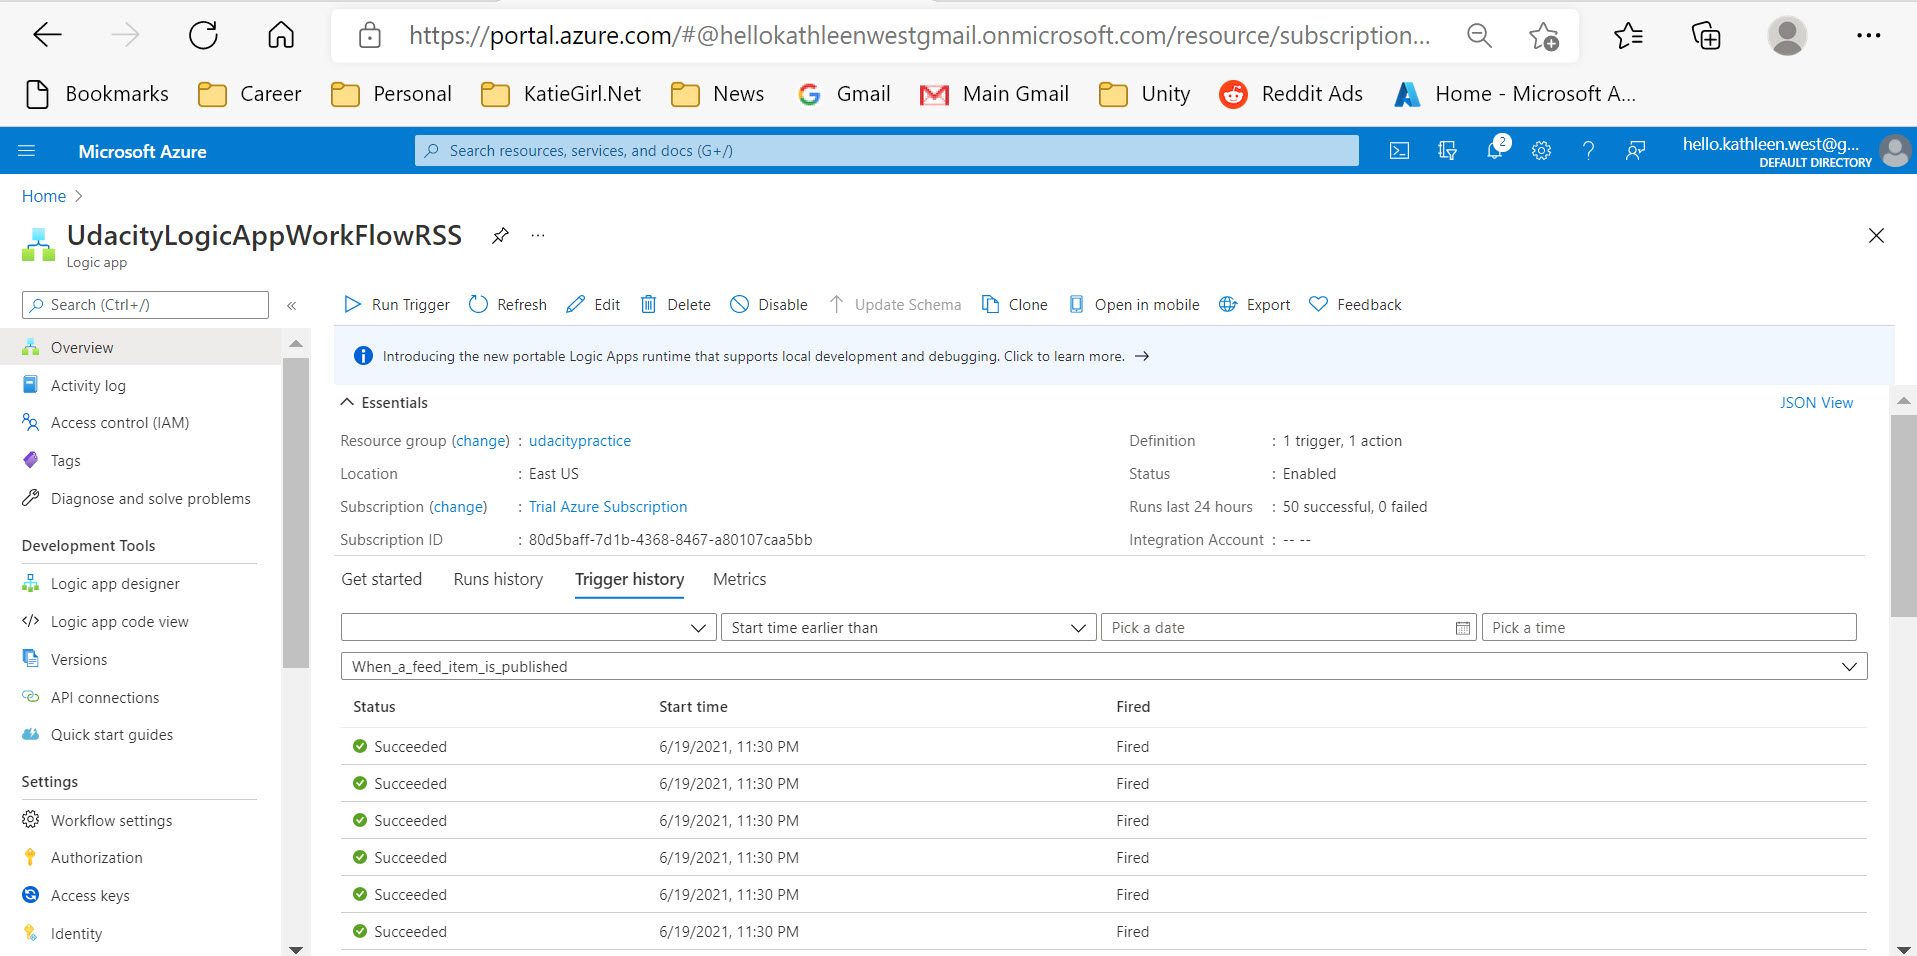 https://portal.azure.com/#@hellokathleenwestgmail.onmicrosoft.com/resource/subscription...
Bookmarks Career Personal KatieGirl.Net News Gmail Main Gmail Unity Reddit Ads Home - Microsoft A...
Microsoft Azure Search resources, services, and docs (G+/) 2 hello.kathleen.west@g...
DEFAULT DIRECTORY
Home >
UdacityLogicAppWorkFlowRSS ...
Logic app
Search (Ctrl+/) «
Overview
Activity log
Access control (IAM)
Tags
Diagnose and solve problems
Development Tools
Logic app designer
Logic app code view
Versions
API connections
Quick start guides
Settings
Workflow settings
Authorization
Access keys
Identity
Run Trigger Refresh Edit Delete Disable Update Schema Clone Open in mobile Export Feedback
Introducing the new portable Logic Apps runtime that supports local development and debugging. Click to learn more. →
Essentials JSON View
Resource group (change) : udacitypractice
Location : East US
Subscription (change) : Trial Azure Subscription
Subscription ID : 80d5baff-7d1b-4368-8467-a80107caa5bb
Definition : 1 trigger, 1 action
Status : Enabled
Runs last 24 hours : 50 successful, 0 failed
Integration Account : -- --
Get started Runs history Trigger history Metrics
Start time earlier than Pick a date Pick a time
When_a_feed_item_is_published
Status Start time Fired
Succeeded 6/19/2021, 11:30 PM Fired
Succeeded 6/19/2021, 11:30 PM Fired
Succeeded 6/19/2021, 11:30 PM Fired
Succeeded 6/19/2021, 11:30 PM Fired
Succeeded 6/19/2021, 11:30 PM Fired
Succeeded 6/19/2021, 11:30 PM Fired